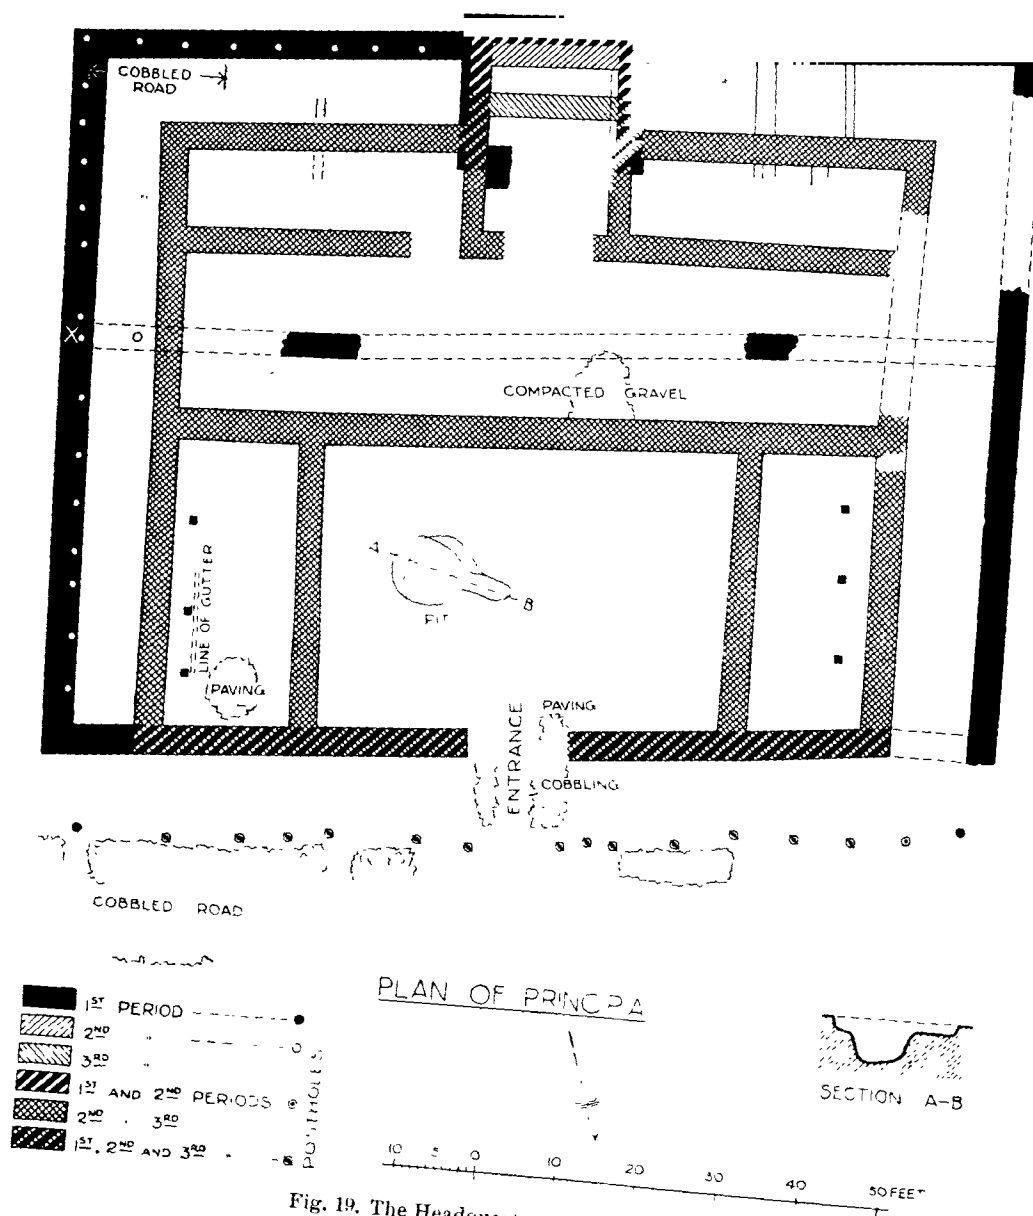 COBBLED
ROAD
X
O
COMPACTED GRAVEL
A
B
PIT
LINE OF GUTTER
PAVING
PAVING
ENTRANCE
COBBLING
COBBLED ROAD
PLAN OF PRINCIPA
1ST PERIOD
2ND "
3RD "
1ST AND 2ND PERIODS
2ND " 3RD
1ST, 2ND AND 3RD "
POSTHOLES
SECTION A-B
10 5 0 10 20 30 40 50 FEET
Fig. 19. The